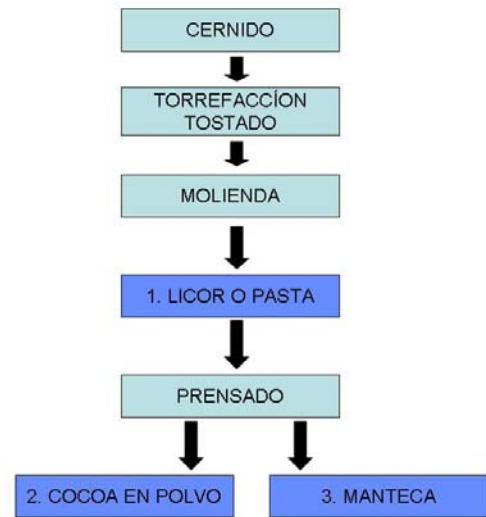 CERNIDO
TORREFACCÍON
TOSTADO
MOLIENDA
1. LICOR O PASTA
PRENSADO
2. COCOA EN POLVO
3. MANTECA